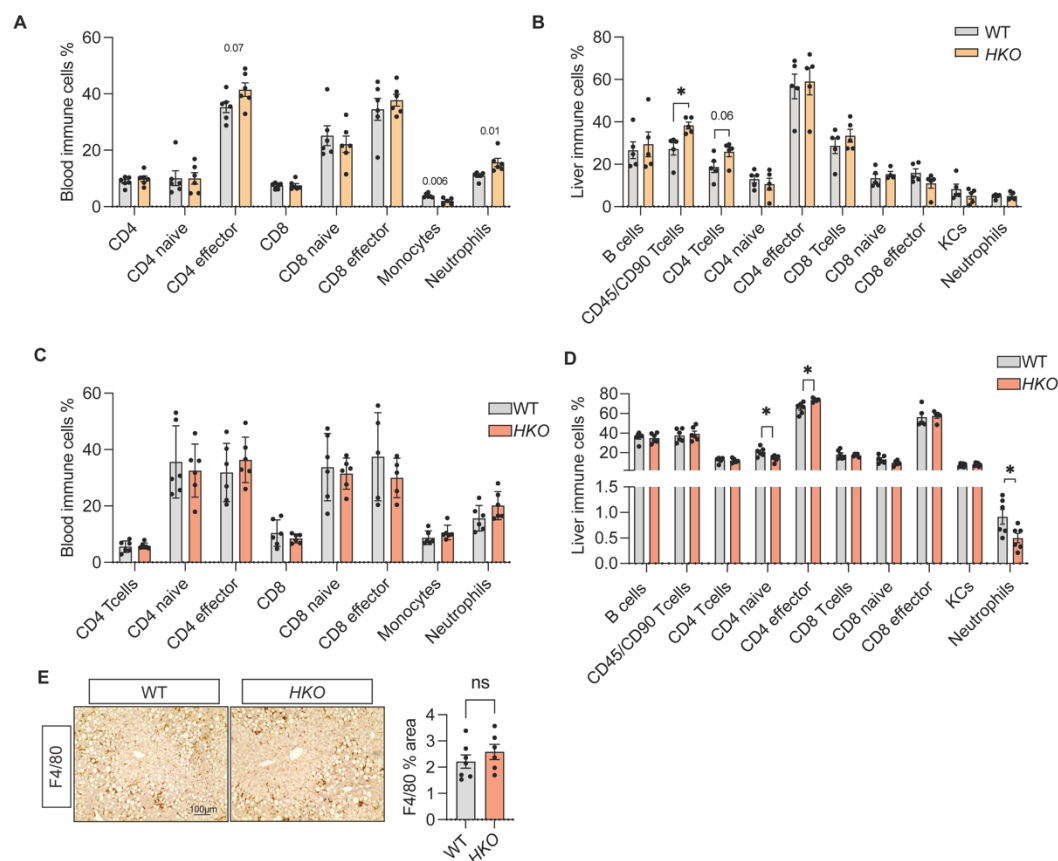 A
Blood immune cells %
60
40
20
0
0.07
0.006
0.01
CD4
CD4 naive
CD4 effector
CD8
CD8 naive
CD8 effector
Monocytes
Neutrophils
B
Liver immune cells %
80
60
40
20
0
*
0.06
WT
HKO
B cells
CD45/CD90 Tcells
CD4 Tcells
CD4 naive
CD4 effector
CD8 Tcells
CD8 naive
CD8 effector
KCs
Neutrophils
C
Blood immune cells %
60
40
20
0
WT
HKO
CD4 Tcells
CD4 naive
CD4 effector
CD8
CD8 naive
CD8 effector
Monocytes
Neutrophils
D
Liver immune cells %
80
60
40
20
1.5
1.0
0.5
0.0
*
*
*
WT
HKO
B cells
CD45/CD90 Tcells
CD4 Tcells
CD4 naive
CD4 effector
CD8 Tcells
CD8 naive
CD8 effector
KCs
Neutrophils
E
WT
HKO
F4/80
100µm
F4/80 % area
4
3
2
1
0
ns
WT
HKO